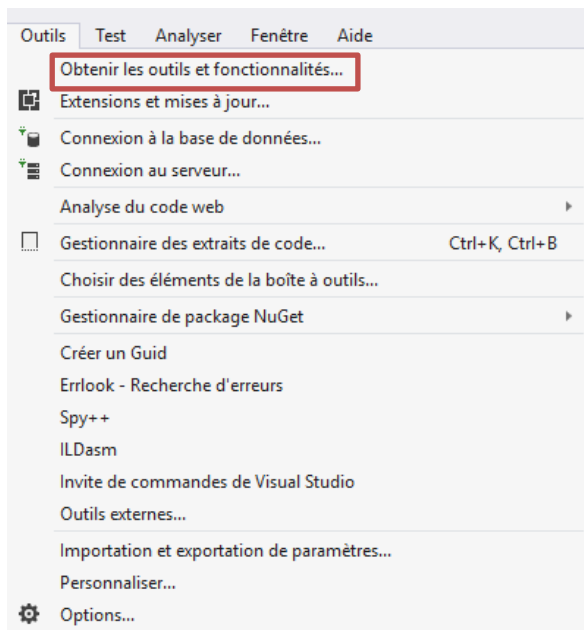 Outils Test Analyser Fenêtre Aide
Obtenir les outils et fonctionnalités...
Extensions et mises à jour...
Connexion à la base de données...
Connexion au serveur...
Analyse du code web
Gestionnaire des extraits de code... Ctrl+K, Ctrl+B
Choisir des éléments de la boîte à outils...
Gestionnaire de package NuGet
Créer un Guid
Errlook - Recherche d'erreurs
Spy++
ILDasm
Invite de commandes de Visual Studio
Outils externes...
Importation et exportation de paramètres...
Personnaliser...
Options...